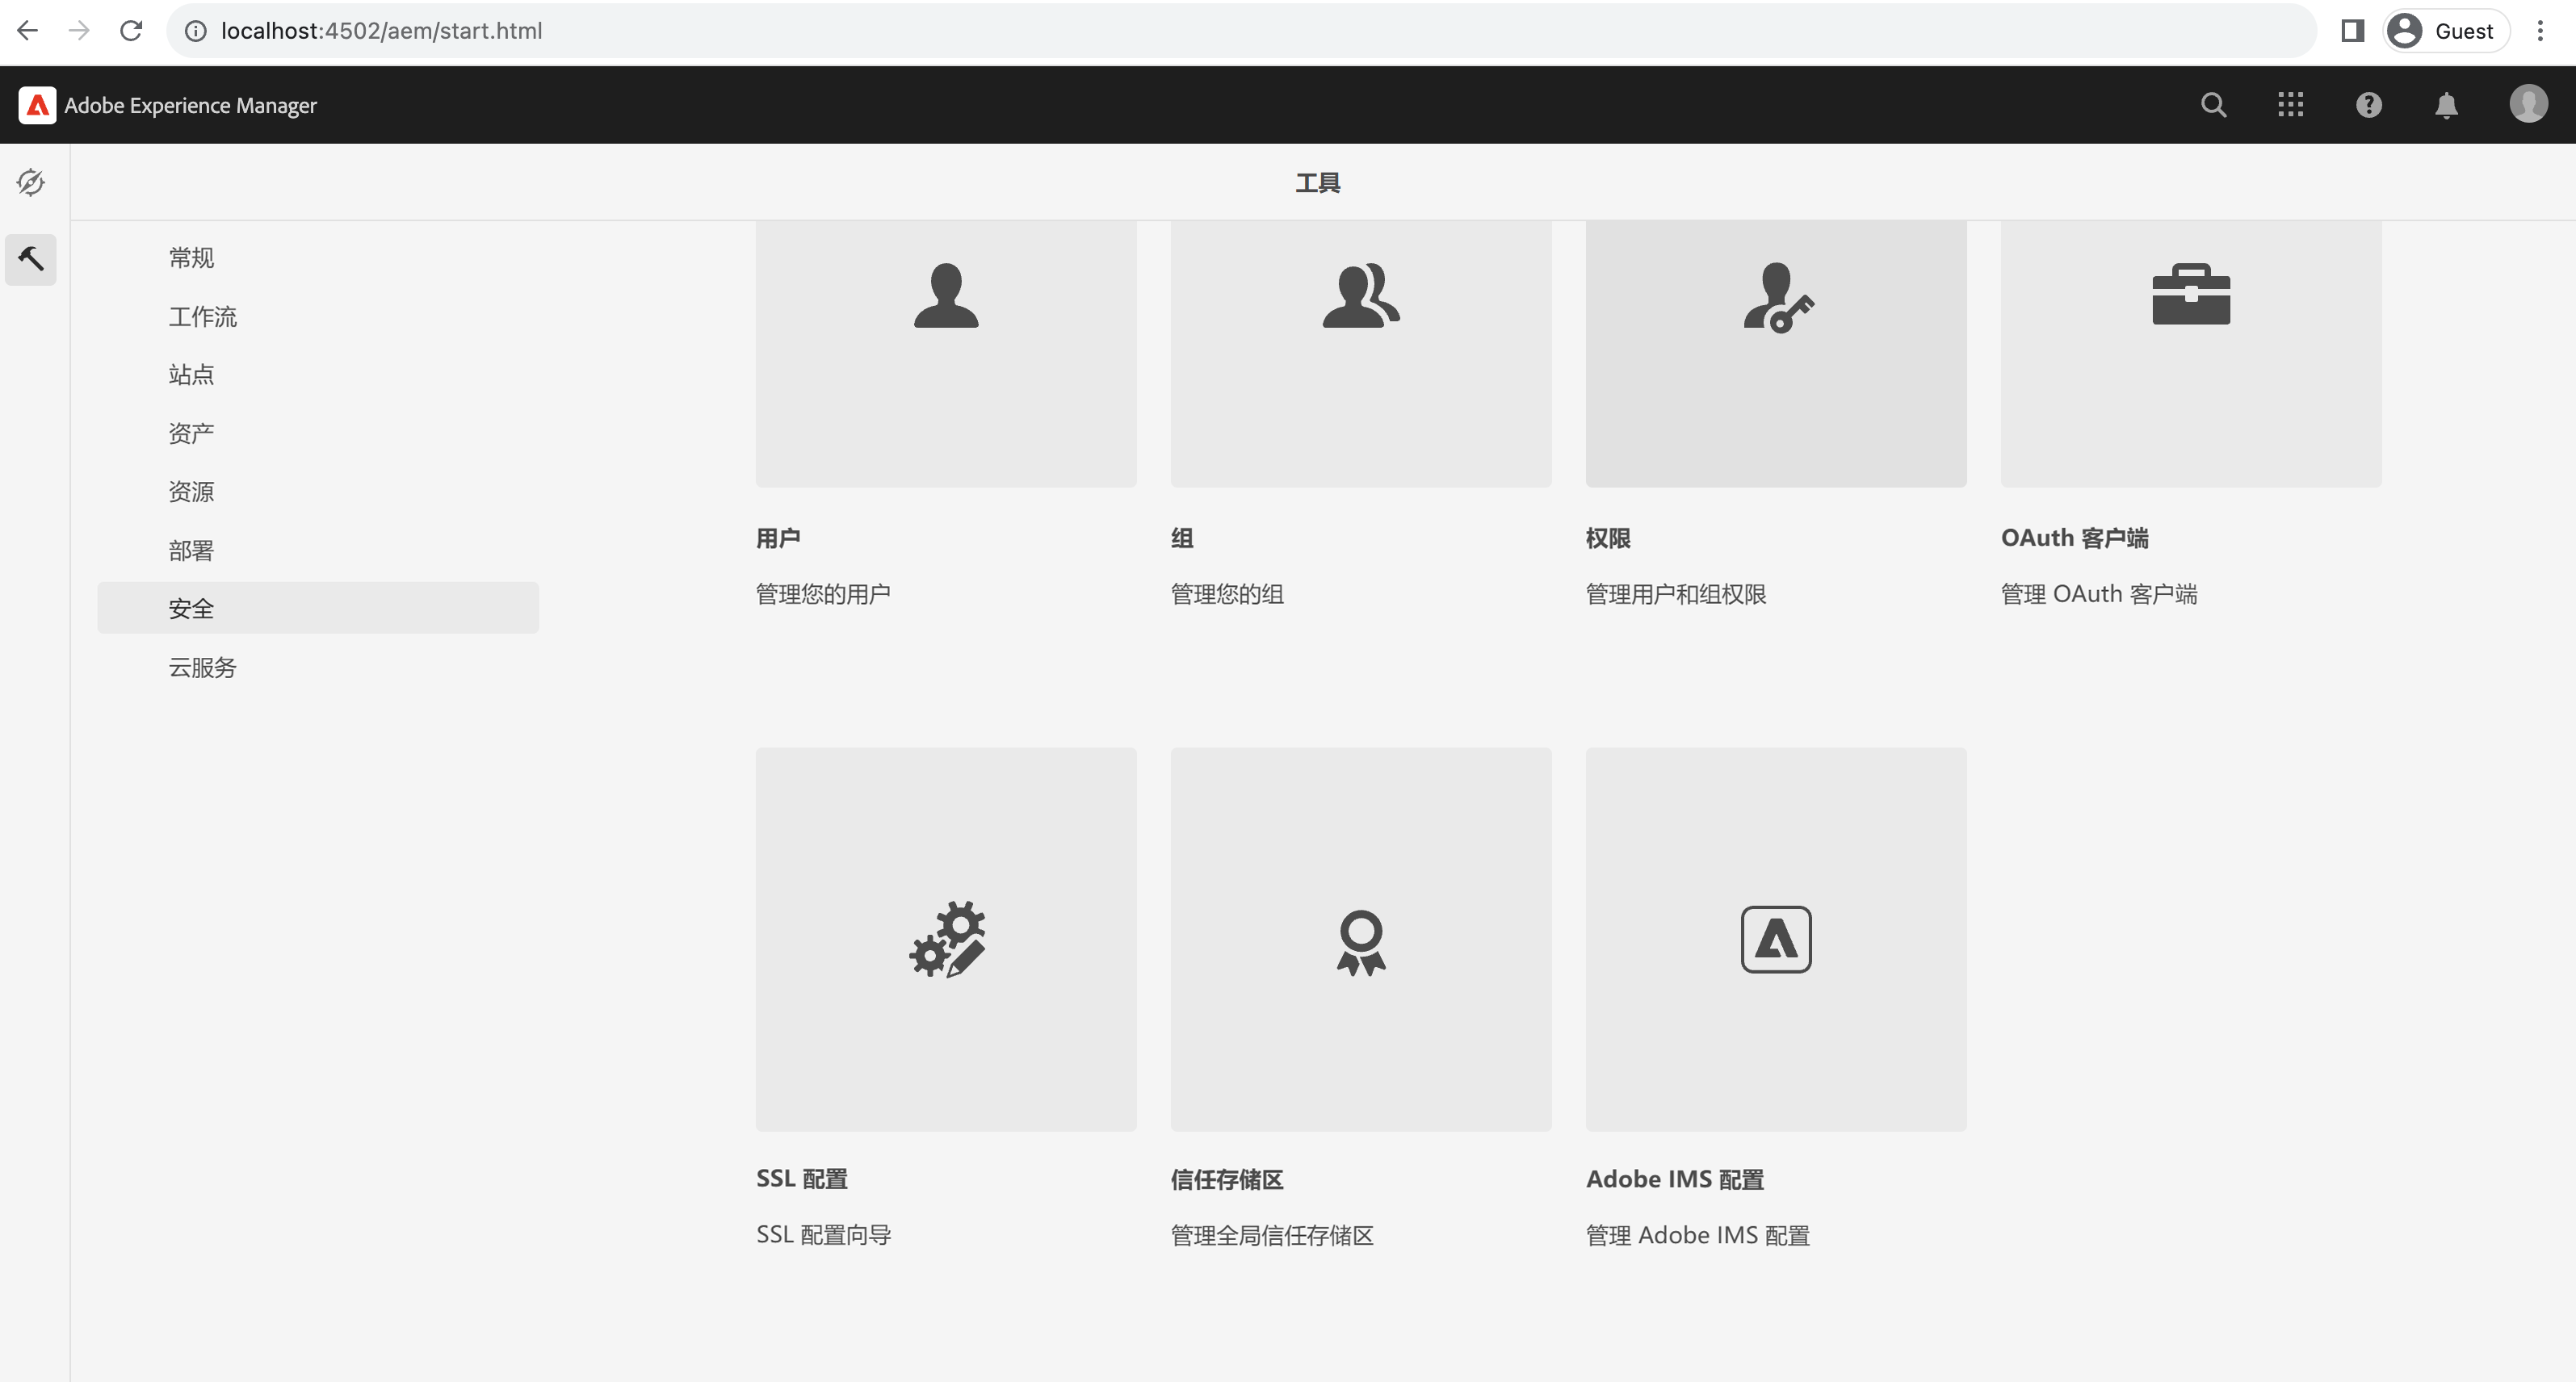 localhost:4502/aem/start.html
Guest
Adobe Experience Manager
工具
常规
工作流
站点
资产
资源
部署
安全
云服务
用户
管理您的用户
组
管理您的组
权限
管理用户和组权限
OAuth 客户端
管理 OAuth 客户端
SSL 配置
SSL 配置向导
信任存储区
管理全局信任存储区
Adobe IMS 配置
管理 Adobe IMS 配置